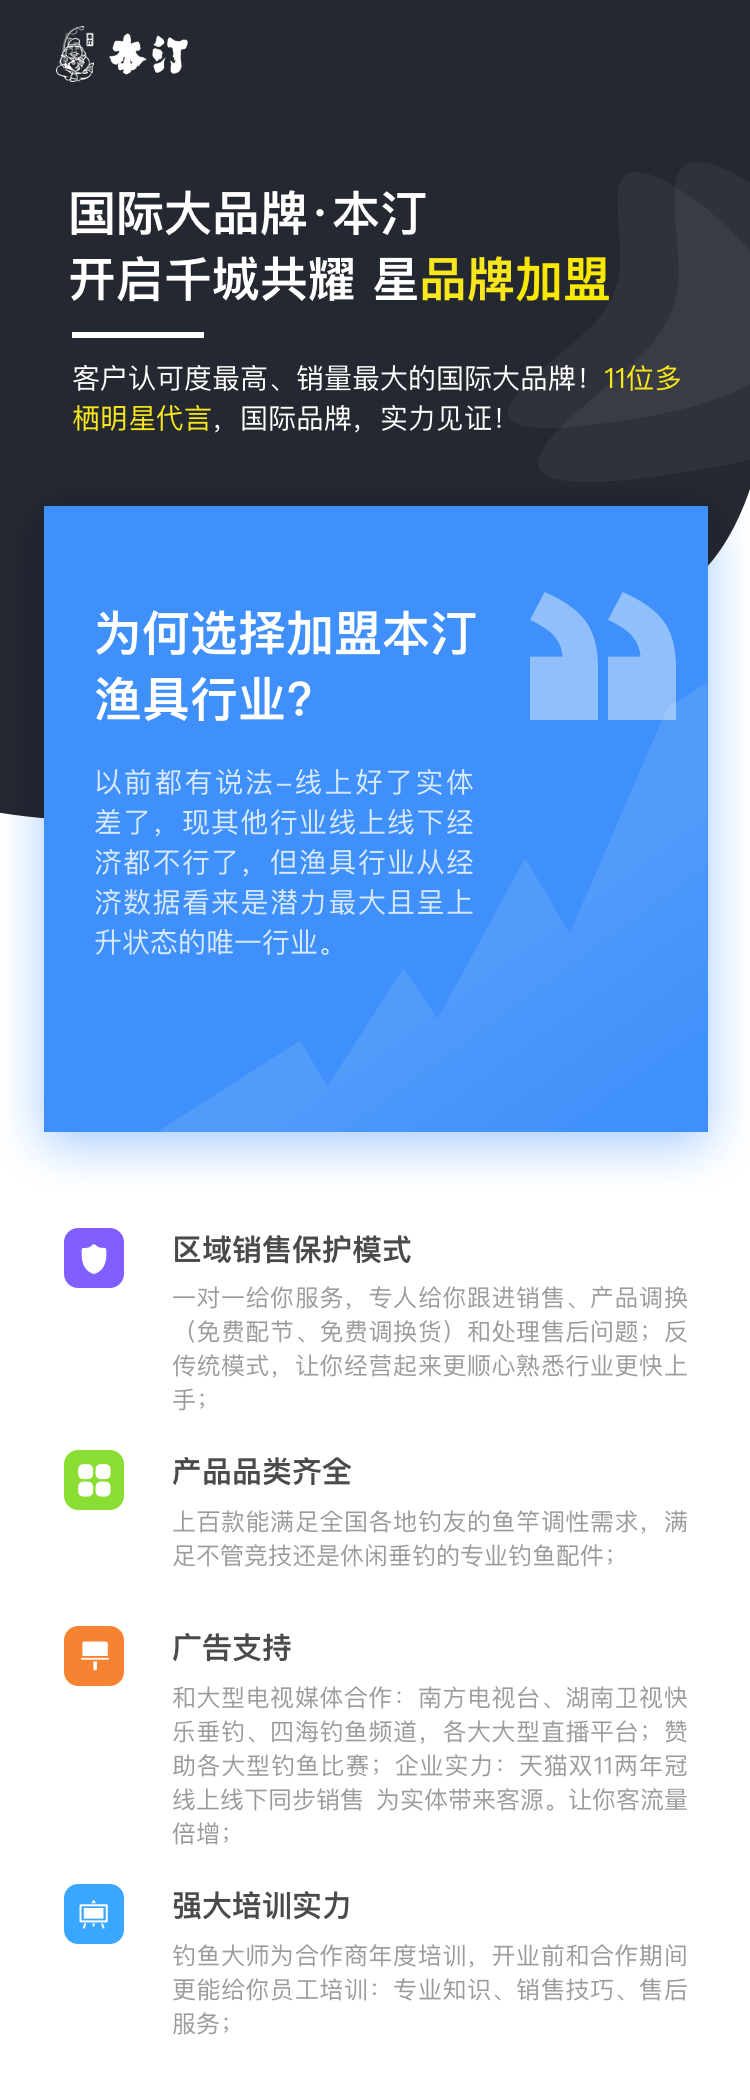 本汀
国际大品牌·本汀
开启千城共耀 星品牌加盟
客户认可度最高、销量最大的国际大品牌！11位多
栖明星代言，国际品牌，实力见证！
为何选择加盟本汀
渔具行业?
以前都有说法–线上好了实体
差了，现其他行业线上线下经
济都不行了，但渔具行业从经
济数据看来是潜力最大且呈上
升状态的唯一行业。
区域销售保护模式
一对一给你服务，专人给你跟进销售、产品调换
（免费配节、免费调换货）和处理售后问题；反
传统模式，让你经营起来更顺心熟悉行业更快上
手；
产品品类齐全
上百款能满足全国各地钓友的鱼竿调性需求，满
足不管竞技还是休闲垂钓的专业钓鱼配件；
广告支持
和大型电视媒体合作：南方电视台、湖南卫视快
乐垂钓、四海钓鱼频道，各大大型直播平台；赞
助各大型钓鱼比赛；企业实力：天猫双11两年冠
线上线下同步销售 为实体带来客源。让你客流量
倍增；
强大培训实力
钓鱼大师为合作商年度培训，开业前和合作期间
更能给你员工培训：专业知识、销售技巧、售后
服务；